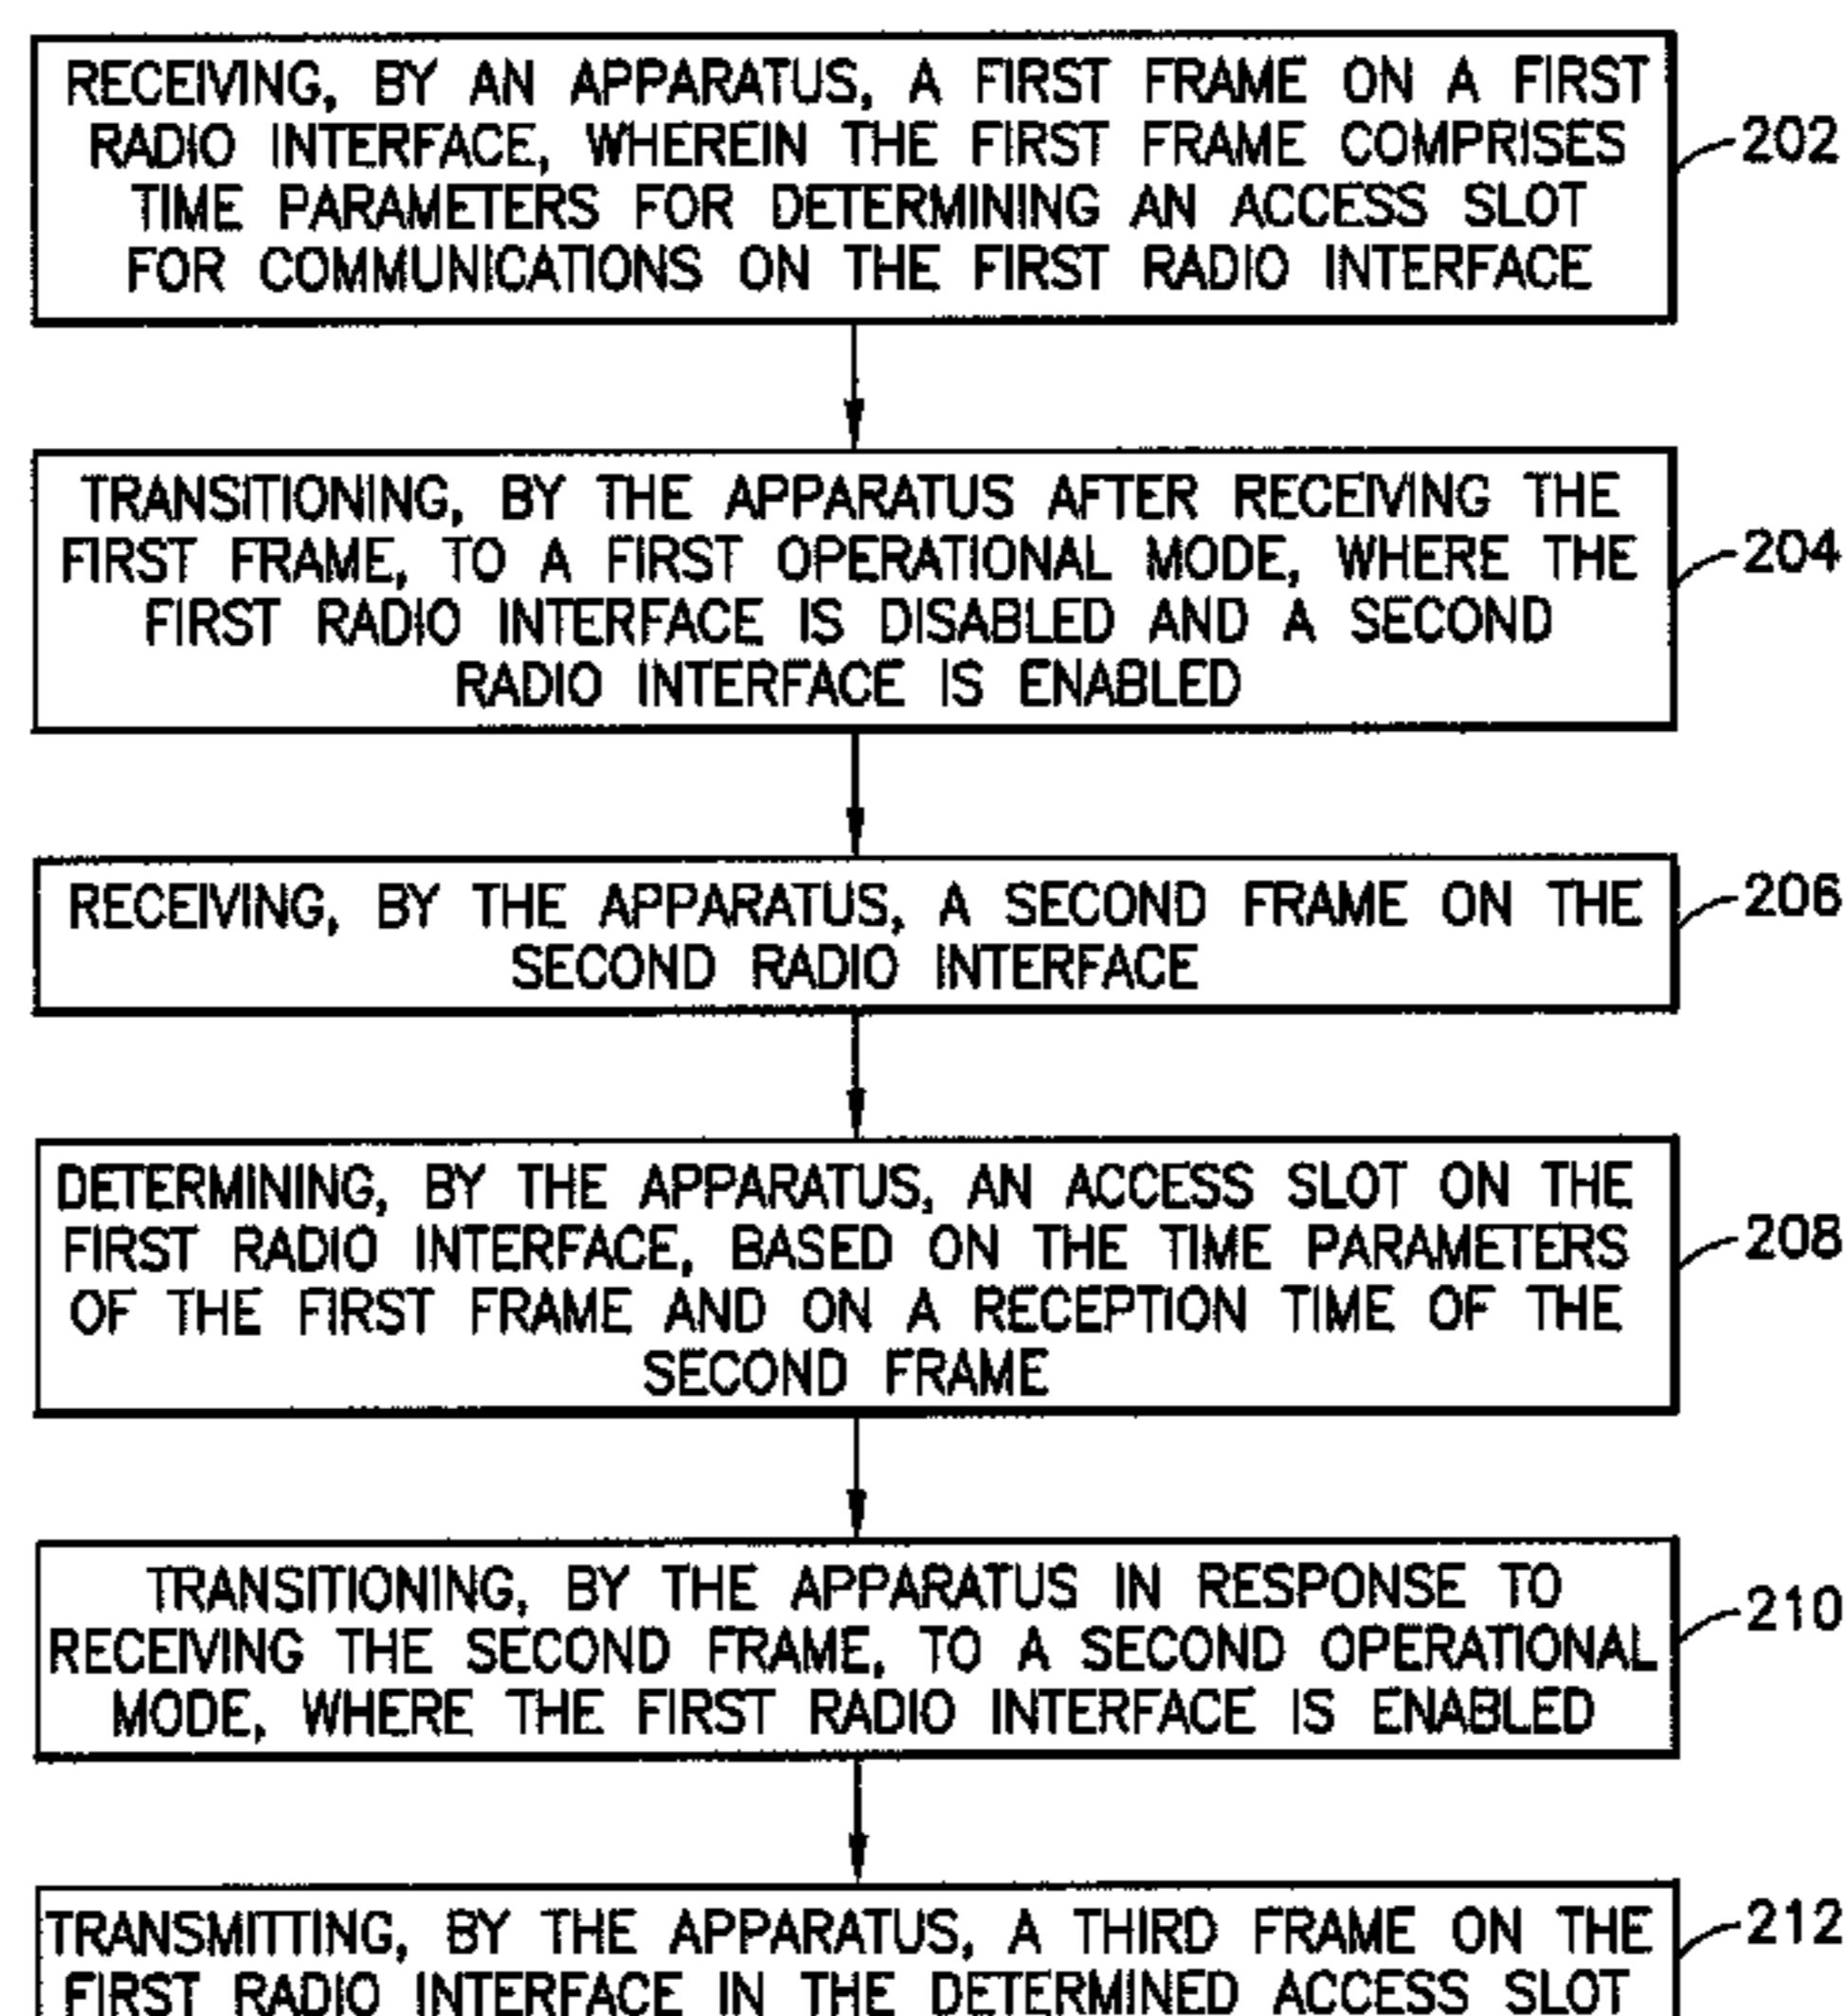 RECEIVING, BY AN APPARATUS, A FIRST FRAME ON A FIRST
RADIO INTERFACE, WHEREIN THE FIRST FRAME COMPRISES
TIME PARAMETERS FOR DETERMINING AN ACCESS SLOT
FOR COMMUNICATIONS ON THE FIRST RADIO INTERFACE
202
TRANSITIONING, BY THE APPARATUS AFTER RECEIVING THE
FIRST FRAME, TO A FIRST OPERATIONAL MODE, WHERE THE
FIRST RADIO INTERFACE IS DISABLED AND A SECOND
RADIO INTERFACE IS ENABLED
204
RECEIVING, BY THE APPARATUS, A SECOND FRAME ON THE
SECOND RADIO INTERFACE
206
DETERMINING, BY THE APPARATUS, AN ACCESS SLOT ON THE
FIRST RADIO INTERFACE, BASED ON THE TIME PARAMETERS
OF THE FIRST FRAME AND ON A RECEPTION TIME OF THE
SECOND FRAME
208
TRANSITIONING, BY THE APPARATUS IN RESPONSE TO
RECEIVING THE SECOND FRAME, TO A SECOND OPERATIONAL
MODE, WHERE THE FIRST RADIO INTERFACE IS ENABLED
210
TRANSMITTING, BY THE APPARATUS, A THIRD FRAME ON THE
FIRST RADIO INTERFACE IN THE DETERMINED ACCESS SLOT
212